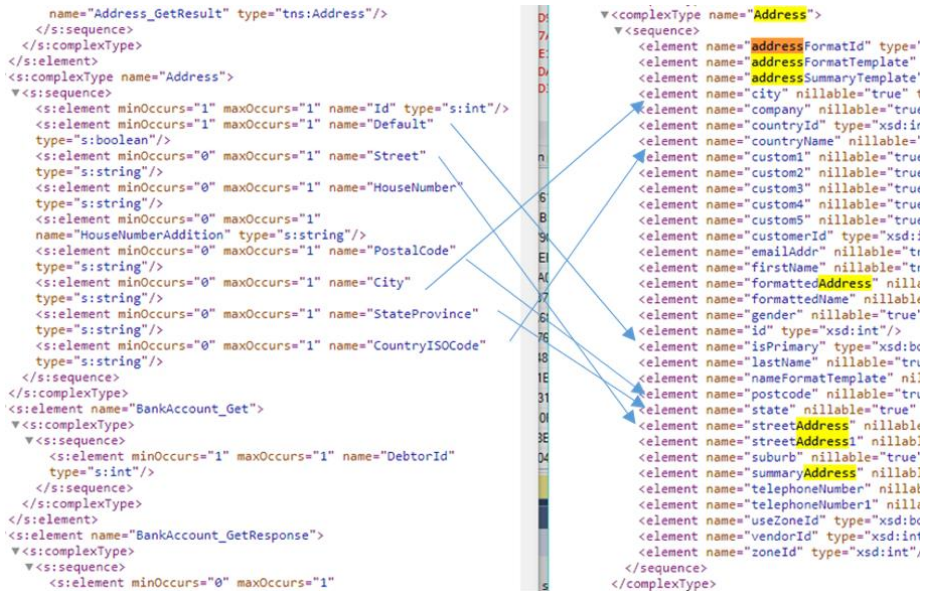 name="Address_GetResult" type="tns:Address"/>
</s:sequence>
</s:complexType>
</s:element>
<s:complexType name="Address">
▼<s:sequence>
<s:element minOccurs="1" maxOccurs="1" name="Id" type="s:int"/>
<s:element minOccurs="1" maxOccurs="1" name="Default"
type="s:boolean"/>
<s:element minOccurs="0" maxOccurs="1" name="Street"
type="s:string"/>
<s:element minOccurs="0" maxOccurs="1" name="HouseNumber"
type="s:string"/>
<s:element minOccurs="0" maxOccurs="1"
name="HouseNumberAddition" type="s:string"/>
<s:element minOccurs="0" maxOccurs="1" name="PostalCode"
type="s:string"/>
<s:element minOccurs="0" maxOccurs="1" name="City"
type="s:string"/>
<s:element minOccurs="0" maxOccurs="1" name="StateProvince"
type="s:string"/>
<s:element minOccurs="0" maxOccurs="1" name="CountryISOCode"
type="s:string"/>
</s:sequence>
</s:complexType>
<s:element name="BankAccount_Get">
▼<s:complexType>
▼<s:sequence>
<s:element minOccurs="1" maxOccurs="1" name="DebtorId"
type="s:int"/>
</s:sequence>
</s:complexType>
</s:element>
<s:element name="BankAccount_GetResponse">
▼<s:complexType>
▼<s:sequence>
<s:element minOccurs="0" maxOccurs="1"
▼<complexType name="Address">
▼<sequence>
<element name="addressFormatId" type="
<element name="addressFormatTemplate"
<element name="addressSummaryTemplate"
<element name="city" nillable="true" t
<element name="company" nillable="true
<element name="countryId" type="xsd:in
<element name="countryName" nillable="
<element name="custom1" nillable="true
<element name="custom2" nillable="true
<element name="custom3" nillable="true
<element name="custom4" nillable="true
<element name="custom5" nillable="true
<element name="customerId" type="xsd:i
<element name="emailAddr" nillable="tr
<element name="firstName" nillable="tr
<element name="formattedAddress" nilla
<element name="formattedName" nillable
<element name="gender" nillable="true"
<element name="id" type="xsd:int"/>
<element name="isPrimary" type="xsd:bo
<element name="lastName" nillable="tru
<element name="nameFormatTemplate" nil
<element name="postcode" nillable="tru
<element name="state" nillable="true"
<element name="streetAddress" nillable
<element name="streetAddress1" nillabl
<element name="suburb" nillable="true"
<element name="summaryAddress" nillabl
<element name="telephoneNumber" nillab
<element name="telephoneNumber1" nilla
<element name="useZoneId" type="xsd:bo
<element name="vendorId" type="xsd:int
<element name="zoneId" type="xsd:int"/
</sequence>
</complexType>